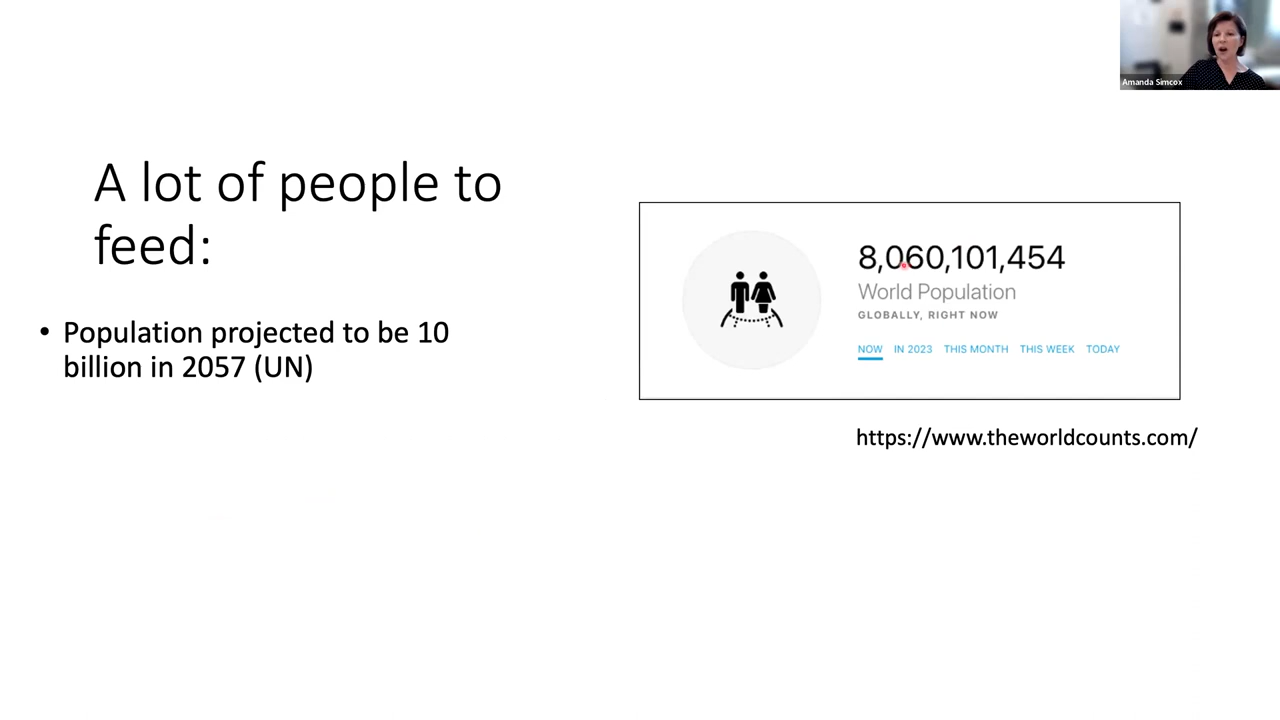 Amanda Simcox
A lot of people to
feed:
• Population projected to be 10
billion in 2057 (UN)
8,060,101,454
World Population
GLOBALLY, RIGHT NOW
NOW IN 2023 THIS MONTH THIS WEEK TODAY
https://www.theworldcounts.com/